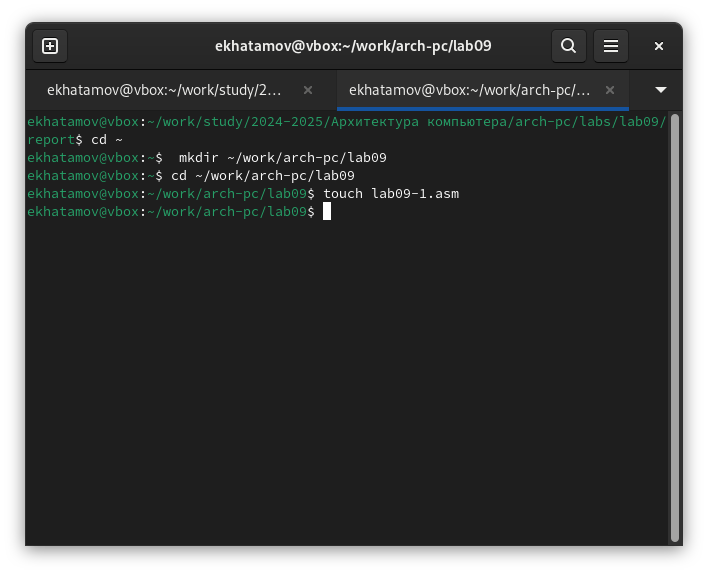 ekhatamov@vbox:~/work/arch-pc/lab09
ekhatamov@vbox:~/work/study/2...
ekhatamov@vbox:~/work/arch-pc/...
ekhatamov@vbox:~/work/study/2024-2025/Архитектура компьютера/arch-pc/labs/lab09/
report$ cd ~
ekhatamov@vbox:~$  mkdir ~/work/arch-pc/lab09
ekhatamov@vbox:~$ cd ~/work/arch-pc/lab09
ekhatamov@vbox:~/work/arch-pc/lab09$ touch lab09-1.asm
ekhatamov@vbox:~/work/arch-pc/lab09$